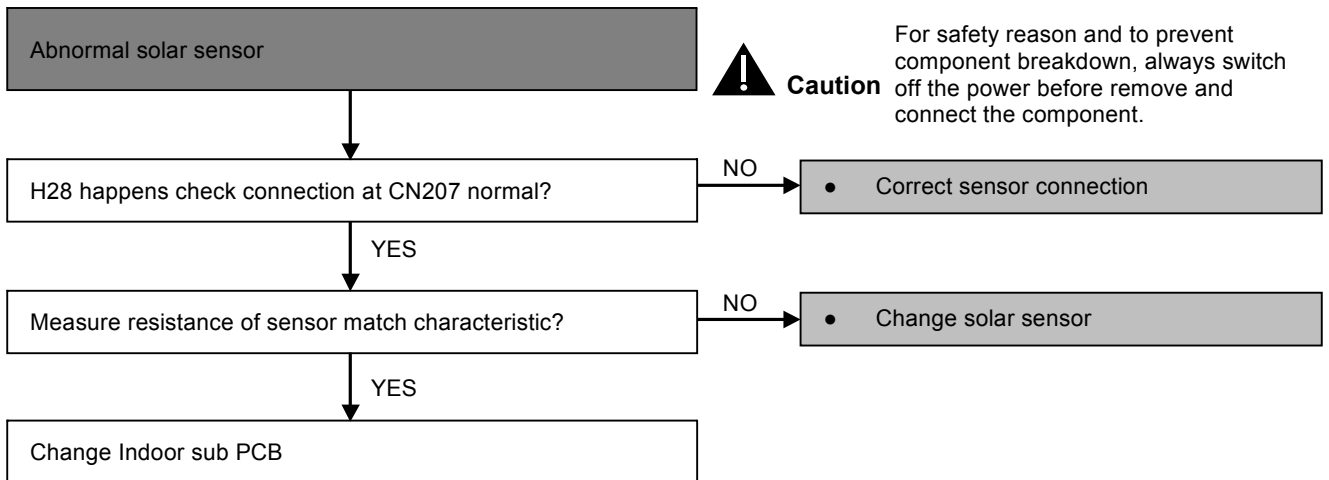 Abnormal solar sensor
Caution
For safety reason and to prevent
component breakdown, always switch
off the power before remove and
connect the component.
H28 happens check connection at CN207 normal?
NO
● Correct sensor connection
YES
Measure resistance of sensor match characteristic?
NO
● Change solar sensor
YES
Change Indoor sub PCB